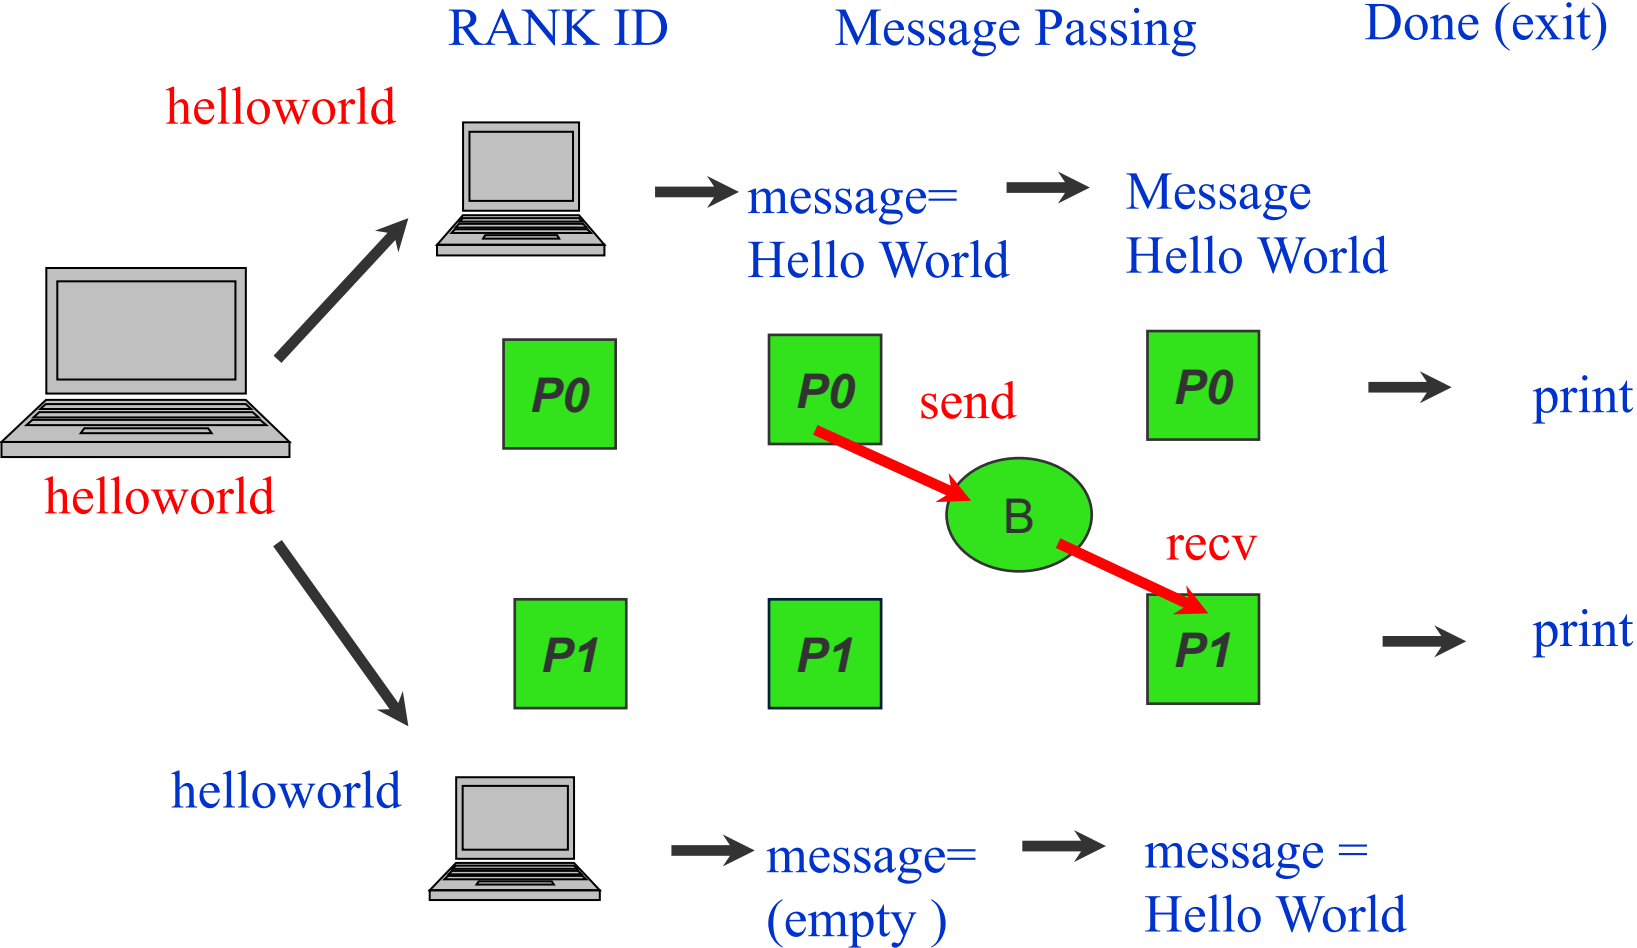 RANK ID
Message Passing
Done (exit)
helloworld
message=
Hello World
Message
Hello World
P0
P0
send
P0
print
helloworld
B
recv
P1
P1
P1
print
helloworld
message=
(empty )
message =
Hello World